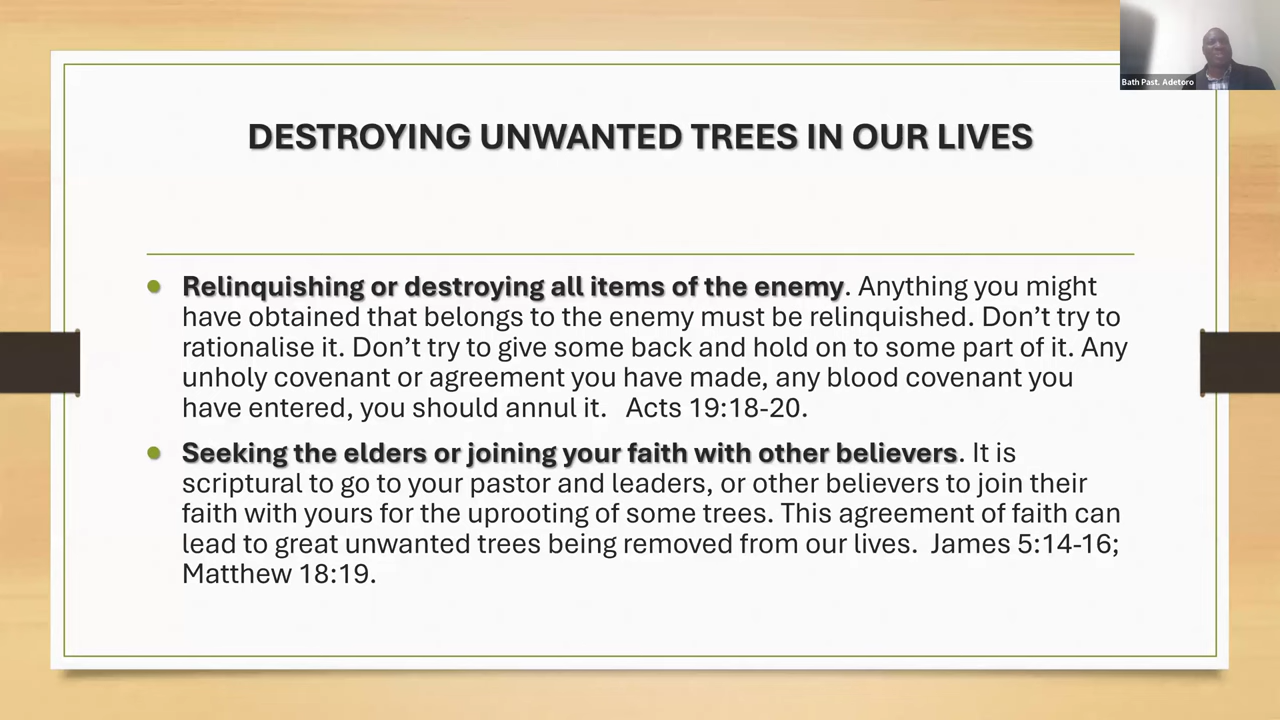 Bath Past. Adetoro
DESTROYING UNWANTED TREES IN OUR LIVES
• Relinquishing or destroying all items of the enemy. Anything you might
have obtained that belongs to the enemy must be relinquished. Don’t try to
rationalise it. Don’t try to give some back and hold on to some part of it. Any
unholy covenant or agreement you have made, any blood covenant you
have entered, you should annul it. Acts 19:18-20.
• Seeking the elders or joining your faith with other believers. It is
scriptural to go to your pastor and leaders, or other believers to join their
faith with yours for the uprooting of some trees. This agreement of faith can
lead to great unwanted trees being removed from our lives. James 5:14-16;
Matthew 18:19.